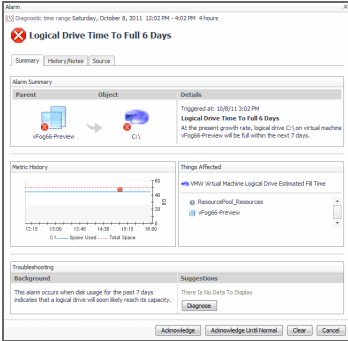 Alarm
Diagnostic time range Saturday, October 8, 2011 12:02 PM - 4:02 PM 4 hours
Logical Drive Time To Full 6 Days
Summary History/Notes Source
Alarm Summary
Parent Object Details
vFog66-Preview
C:\
Triggered at: 10/8/11 3:02 PM
Logical Drive Time To Full 6 Days
At the present growth rate, logical drive C:\ on virtual machine
vFog66-Preview will be full within the next 7 days.
Metric History
60
40
20
0
GB
12:15 13:00 13:45 14:30 15:15 16:00
C:\ Space Used Total Space
Things Affected
VMW Virtual Machine Logical Drive Estimated Fill Time
ResourcePool_Resources
vFog66-Preview
Troubleshooting
Background Suggestions
This alarm occurs when disk usage for the past 7 days
indicates that a logical drive will soon likely reach its capacity.
There Is No Data To Display
Diagnose
Acknowledge Acknowledge Until Normal Clear Cancel